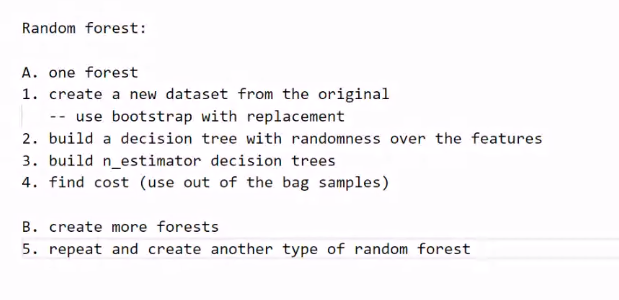 Random forest:
A. one forest
1. create a new dataset from the original
-- use bootstrap with replacement
2. build a decision tree with randomness over the features
3. build n_estimator decision trees
4. find cost (use out of the bag samples)
B. create more forests
5. repeat and create another type of random forest